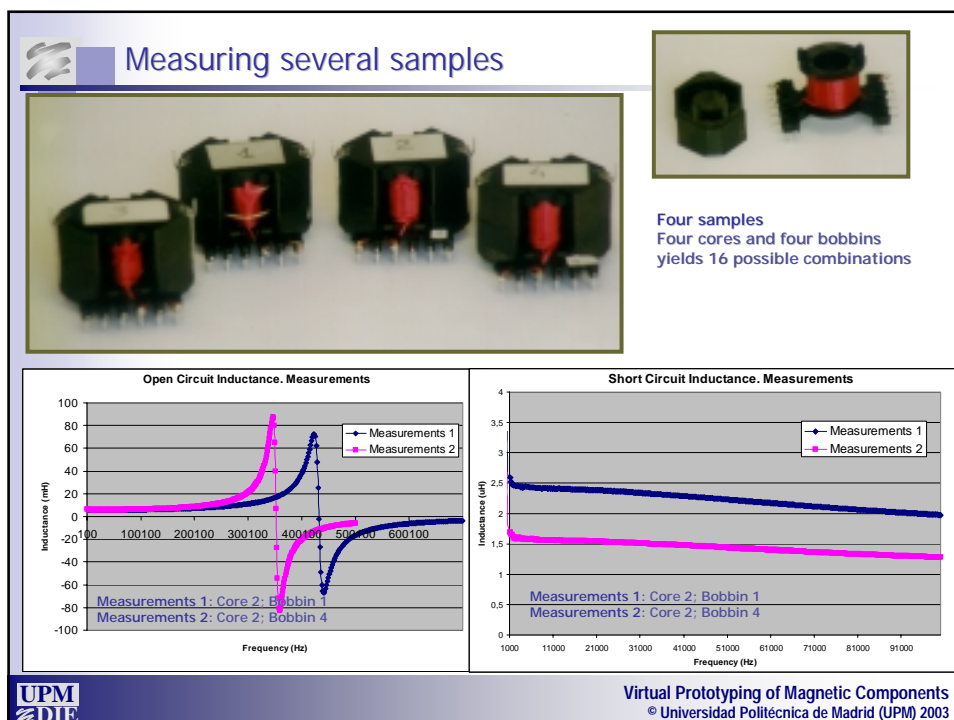 Measuring several samples
3
1
2
4
Four samples
Four cores and four bobbins
yields 16 possible combinations
Open Circuit Inductance. Measurements
100
80
60
40
20
0
-20
-40
-60
-80
-100
Inductance (mH)
100 100100 200100 300100 400100 500100 600100
Frequency (Hz)
Measurements 1
Measurements 2
Measurements 1: Core 2; Bobbin 1
Measurements 2: Core 2; Bobbin 4
Short Circuit Inductance. Measurements
4
3,5
3
2,5
2
1,5
1
0,5
0
Inductance (uH)
1000 11000 21000 31000 41000 51000 61000 71000 81000 91000
Frequency (Hz)
Measurements 1
Measurements 2
Measurements 1: Core 2; Bobbin 1
Measurements 2: Core 2; Bobbin 4
UPM
DIE
Virtual Prototyping of Magnetic Components
© Universidad Politécnica de Madrid (UPM) 2003